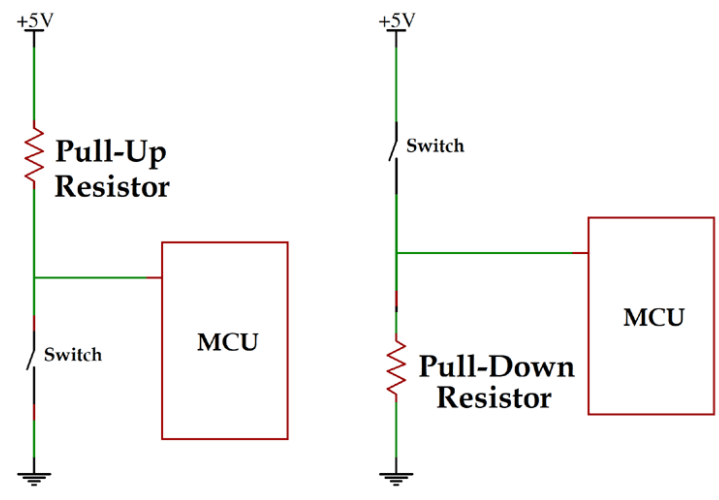 +5V
Pull-Up
Resistor
MCU
Switch
+5V
Switch
MCU
Pull-Down
Resistor